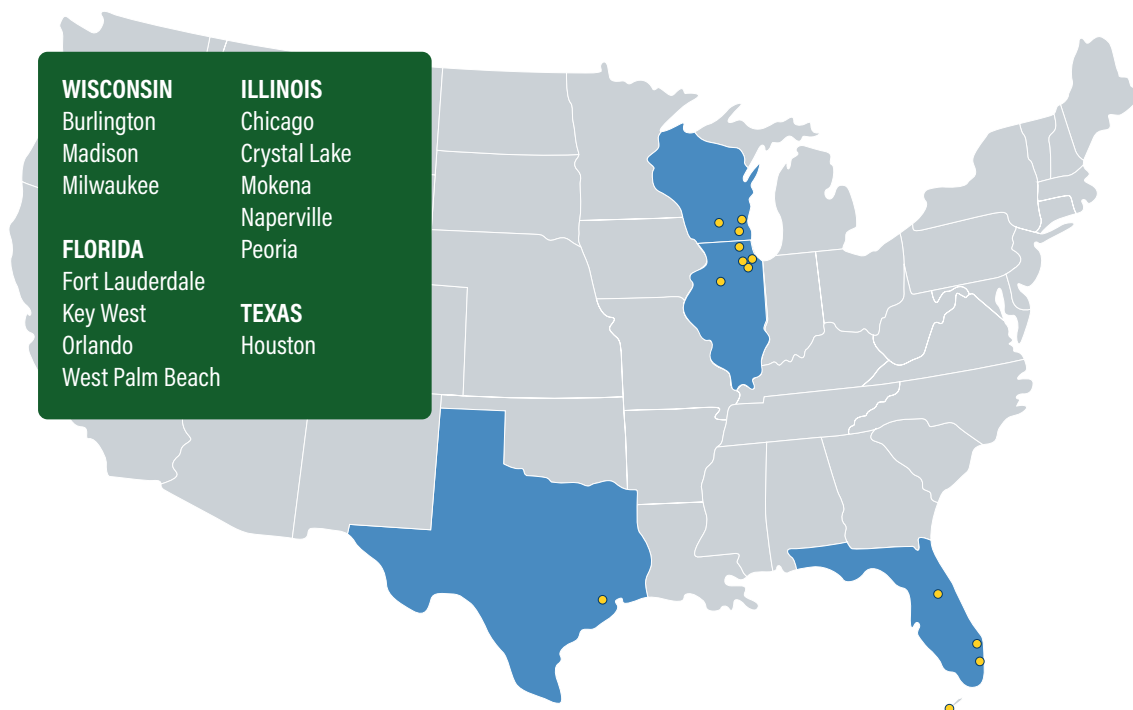 WISCONSIN
Burlington
Madison
Milwaukee
FLORIDA
Fort Lauderdale
Key West
Orlando
West Palm Beach
ILLINOIS
Chicago
Crystal Lake
Mokena
Naperville
Peoria
TEXAS
Houston